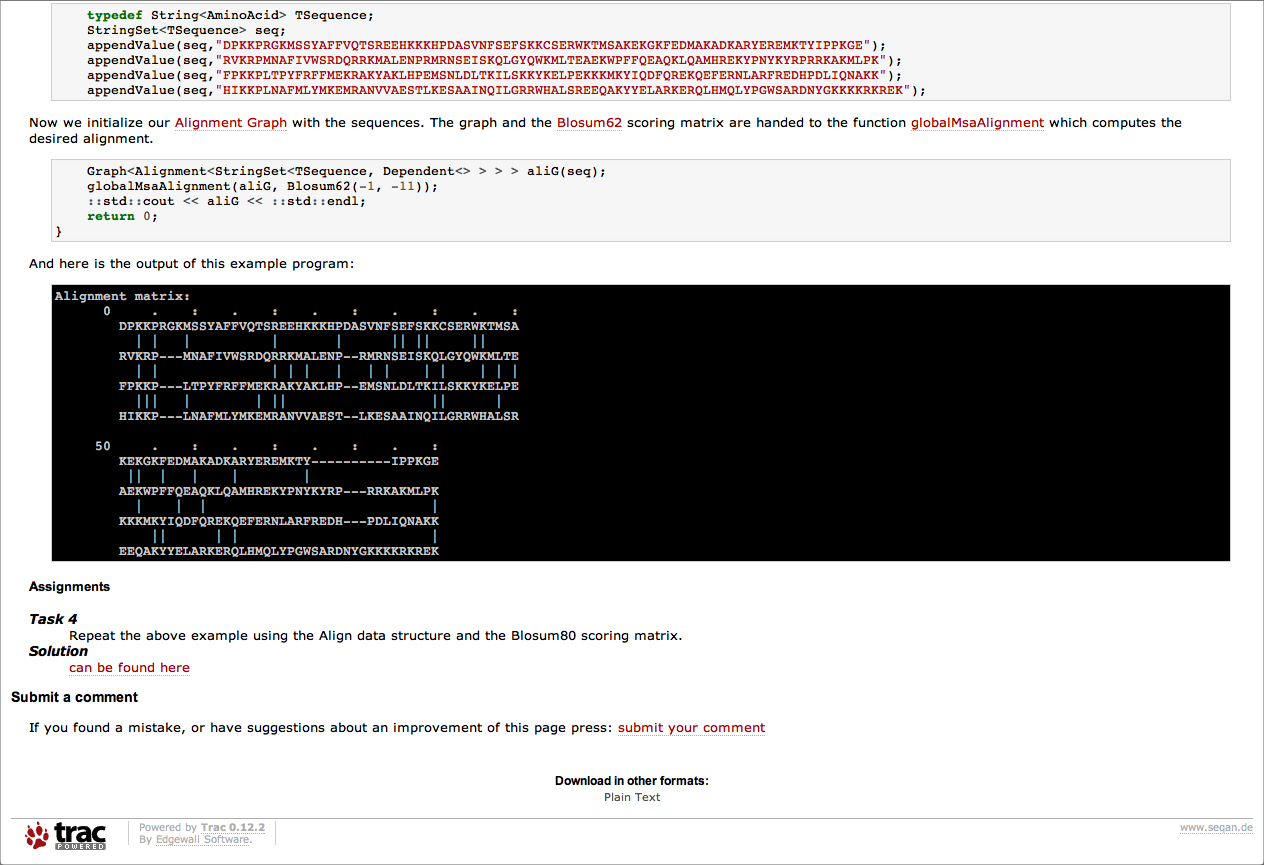 typedef String<AminoAcid> TSequence;
StringSet<TSequence> seq;
appendValue(seq,"DPKKPRGKMSSYAFFVQTSREEHKKKHPDASVNFSEFSKKCSERWKTMSAKEKGKFEDMAKADKARYEREMKTYIPPKGE");
appendValue(seq,"RVKRPMNAFIVWSRDQRRKMALENPRMRNSEISKQLGYQWKMLTEAEKWPFFQEAQKLQAMHREKYPNYKYRPRRKAKMLPK");
appendValue(seq,"FPKKPLTPYFRFFMEKRAKYAKLHPEMSNLDLTKILSKKYKELPEKKKMKYIQDFQREKQEFERNLARFREDHPDLIQNAKK");
appendValue(seq,"HIKKPLNAFMLYMKEMRANVVAESTLKESAAINQILGRRWHALSREEQAKYYELARKERQLHMQLYPGWSARDNYGKKKKRKREK");
Now we initialize our Alignment Graph with the sequences. The graph and the Blosum62 scoring matrix are handed to the function globalMsaAlignment which computes the
desired alignment.
Graph<Alignment<StringSet<TSequence, Dependent<> > > > aliG(seq);
globalMsaAlignment(aliG, Blosum62(-1, -11));
::std::cout << aliG << ::std::endl;
return 0;
}
And here is the output of this example program:
Alignment matrix:
0     .    :    .    :    .    :    .    :    .    :
DPKKPRGKMSSYAFFVQTSREEHKKKHPDASVNFSEFSKKCSERWKTMSA
  | |   |          |       |      || ||     ||
RVKRP---MNAFIVWSRDQRRKMALENP--RMRNSEISKQLGYQWKMLTE
  | |              | | |   |   | |    | |    | | |
FPKKP---LTPYFRFFMEKRAKYAKLHP--EMSNLDLTKILSKKYKELPE
  |||   |        | ||                  ||      |
HIKKP---LNAFMLYMKEMRANVVAEST--LKESAAINQILGRRWHALSR
50     .    :    .    :    .    :    .    :
KEKGKFEDMAKADKARYEREMKTY----------IPPKGE
 ||  |   |    |        |
AEKWPFFQEAQKLQAMHREKYPNYKYRP---RRKAKMLPK
  |    |  |                            |
KKKMKYIQDFQREKQEFERNLARFREDH---PDLIQNAKK
    ||      | |                        |
EEQAKYYELARKERQLHMQLYPGWSARDNYGKKKKRKREK
Assignments
Task 4
Repeat the above example using the Align data structure and the Blosum80 scoring matrix.
Solution
can be found here
Submit a comment
If you found a mistake, or have suggestions about an improvement of this page press: submit your comment
Download in other formats:
Plain Text
trac
POWERED
Powered by Trac 0.12.2
By Edgewall Software.
www.seqan.de